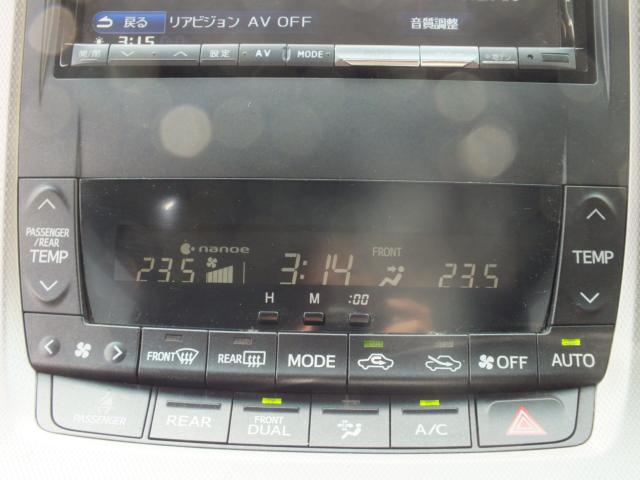 戻る リアビジョン AV OFF 音質調整
3:15
開/閉 設定 AV MODE
PASSENGER/REAR TEMP
nanoe FRONT
23.5 3:14 23.5
TEMP
H M :00
FRONT REAR MODE OFF AUTO
PASSENGER REAR FRONT DUAL A/C